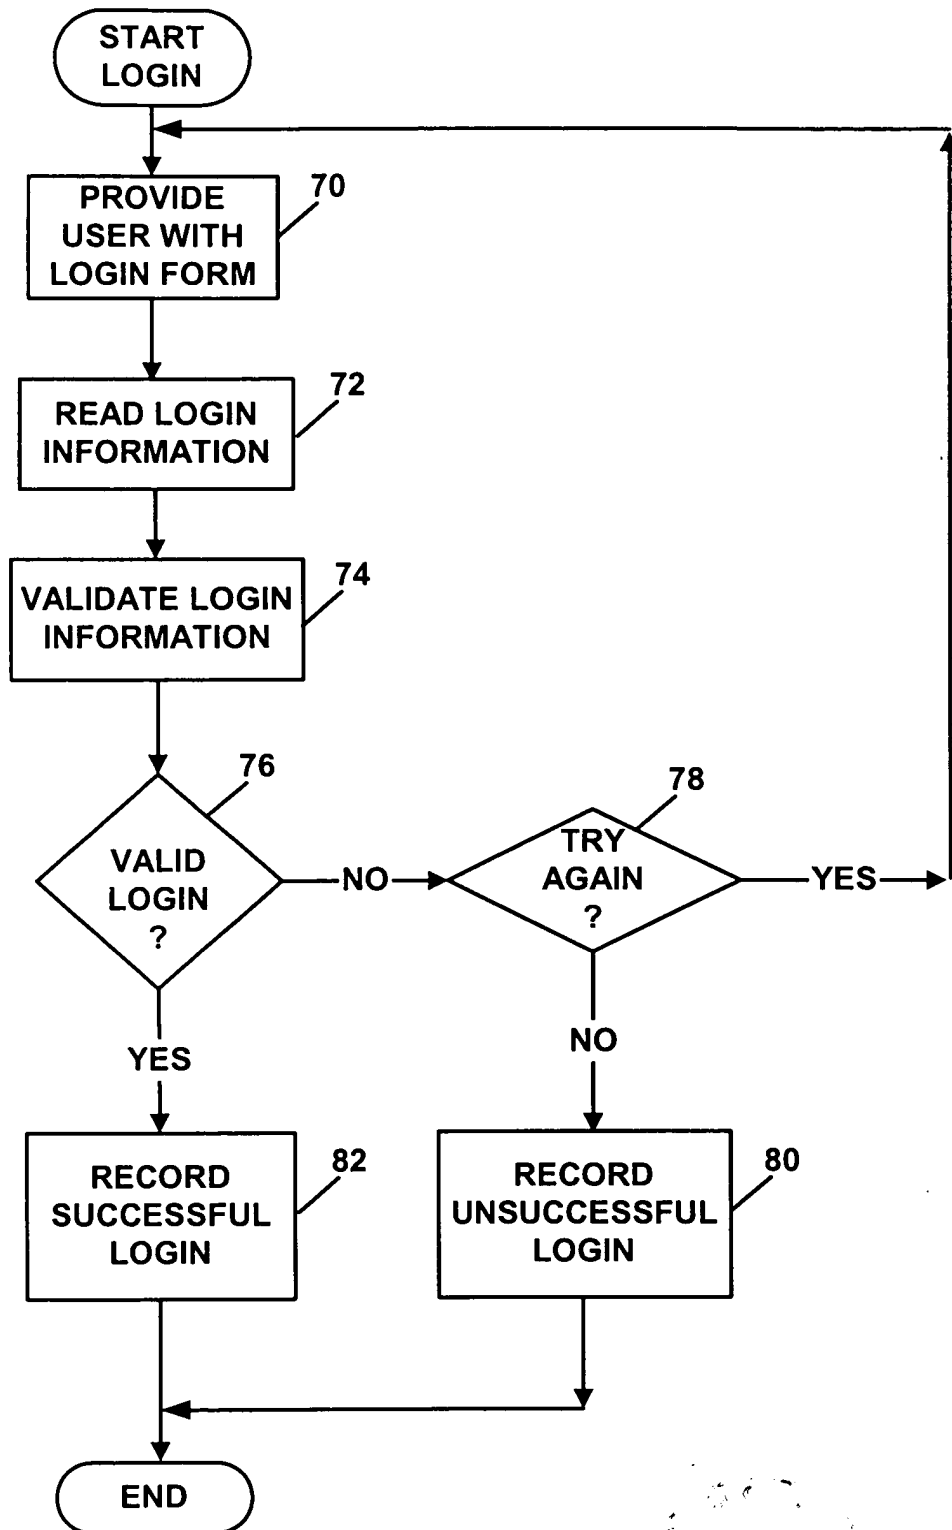 START
LOGIN
PROVIDE
USER WITH
LOGIN FORM
70
READ LOGIN
INFORMATION
72
VALIDATE LOGIN
INFORMATION
74
76
VALID
LOGIN
?
NO
78
TRY
AGAIN
?
YES
YES
NO
RECORD
SUCCESSFUL
LOGIN
82
RECORD
UNSUCCESSFUL
LOGIN
80
END